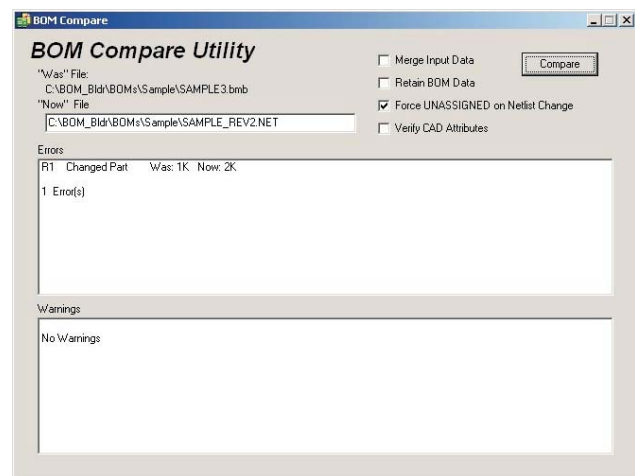 BOM Compare
BOM Compare Utility
"Was" File:
C:\BOM_Bldr\BOMs\Sample\SAMPLE3.bmb
"Now" File
C:\BOM_Bldr\BOMs\Sample\SAMPLE_REV2.NET
Merge Input Data
Retain BOM Data
Force UNASSIGNED on Netlist Change
Verify CAD Attributes
Compare
Errors
R1 Changed Part Was: 1K Now: 2K
1 Error(s)
Warnings
No Warnings